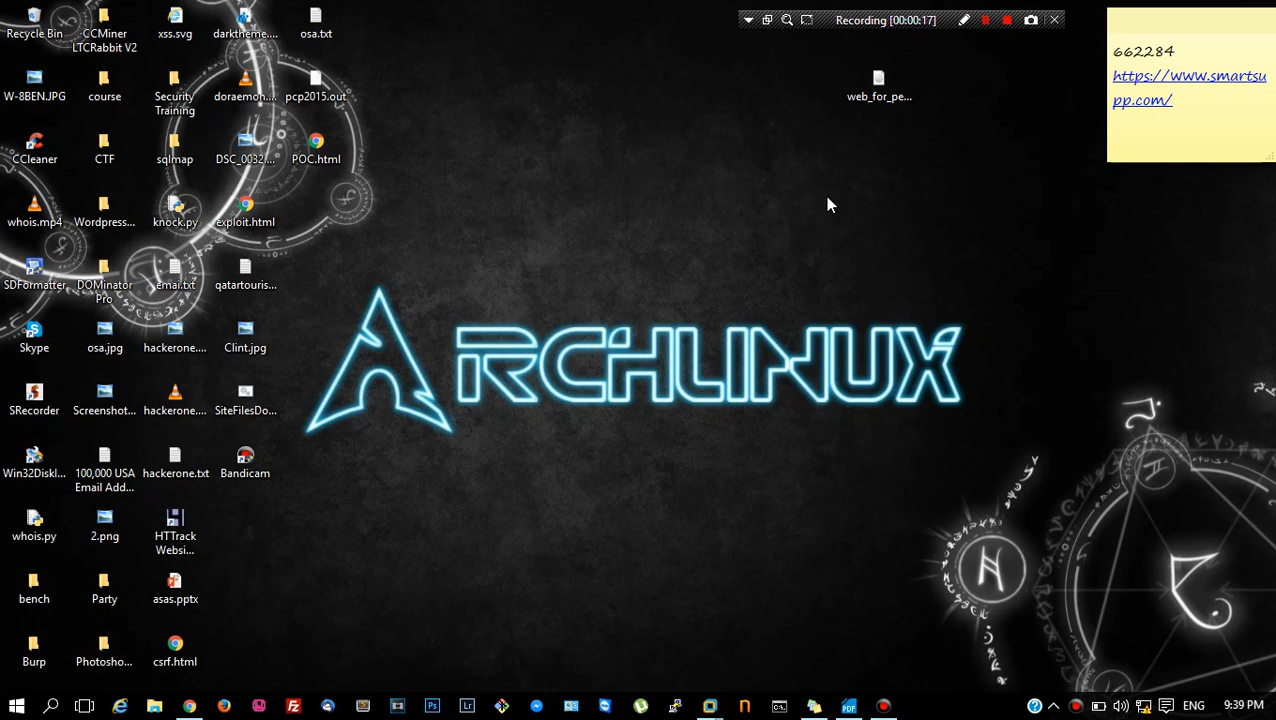 Recording [00:00:17]
662284
https://www.smartsu
pp.com/
Recycle Bin
CCMiner
LTCRabbit V2
xss.svg
darktheme....
osa.txt
W-8BEN.JPG
course
Security
Training
doraemon....
pcp2015.out
web_for_pe...
CCleaner
CTF
sqlmap
DSC_0032....
POC.html
whois.mp4
Wordpress...
knock.py
exploit.html
SDFormatter
DOMinator
Pro
email.txt
qatartouris...
Skype
osa.jpg
hackerone....
Clint.jpg
SRecorder
Screenshot...
hackerone....
SiteFilesDo...
Win32DiskI...
100,000 USA
Email Add...
hackerone.txt
Bandicam
whois.py
2.png
HTTrack
Websi...
bench
Party
asas.pptx
Burp
Photosho...
csrf.html
ARCHLINUX
ENG
9:39 PM